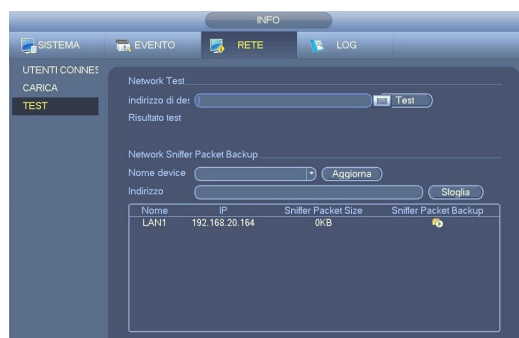 INFO
SISTEMA EVENTO RETE LOG
UTENTI CONNES
CARICA
TEST
Network Test
indirizzo di de: Test
Risultato test
Network Sniffer Packet Backup
Nome device Aggiorna
Indirizzo Sfoglia
Nome IP Sniffer Packet Size Sniffer Packet Backup
LAN1 192.168.20.164 0KB